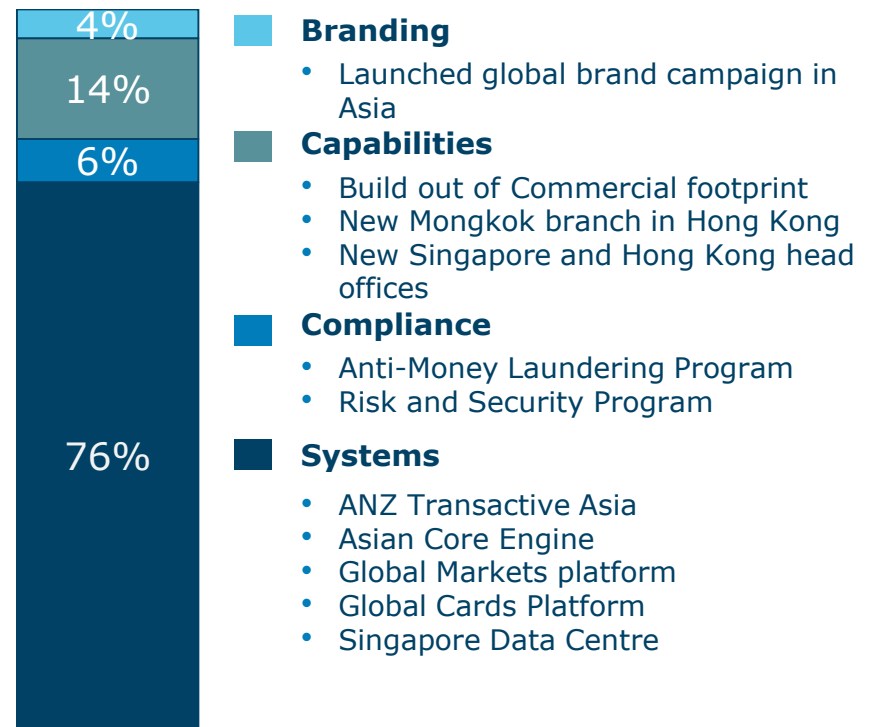 4%
14%
6%
76%
Branding
• Launched global brand campaign in
Asia
Capabilities
• Build out of Commercial footprint
• New Mongkok branch in Hong Kong
• New Singapore and Hong Kong head
offices
Compliance
• Anti-Money Laundering Program
• Risk and Security Program
Systems
• ANZ Transactive Asia
• Asian Core Engine
• Global Markets platform
• Global Cards Platform
• Singapore Data Centre